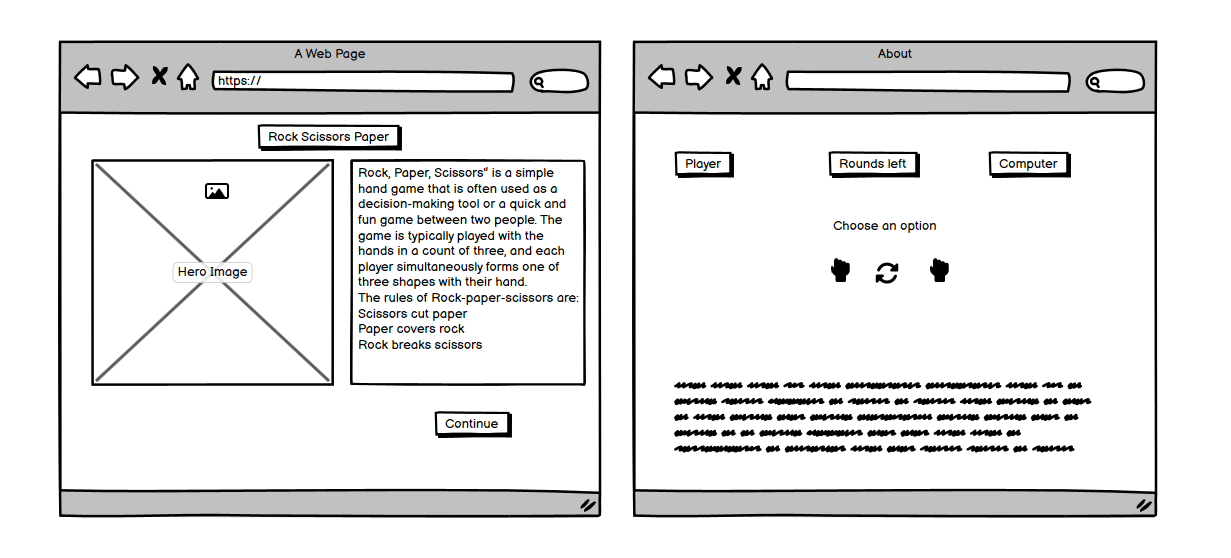 A Web Page
https://
Rock Scissors Paper
Hero Image
Rock, Paper, Scissors" is a simple
hand game that is often used as a
decision-making tool or a quick and
fun game between two people. The
game is typically played with the
hands in a count of three, and each
player simultaneously forms one of
three shapes with their hand.
The rules of Rock-paper-scissors are:
Scissors cut paper
Paper covers rock
Rock breaks scissors
Continue
About
Player
Rounds left
Computer
Choose an option